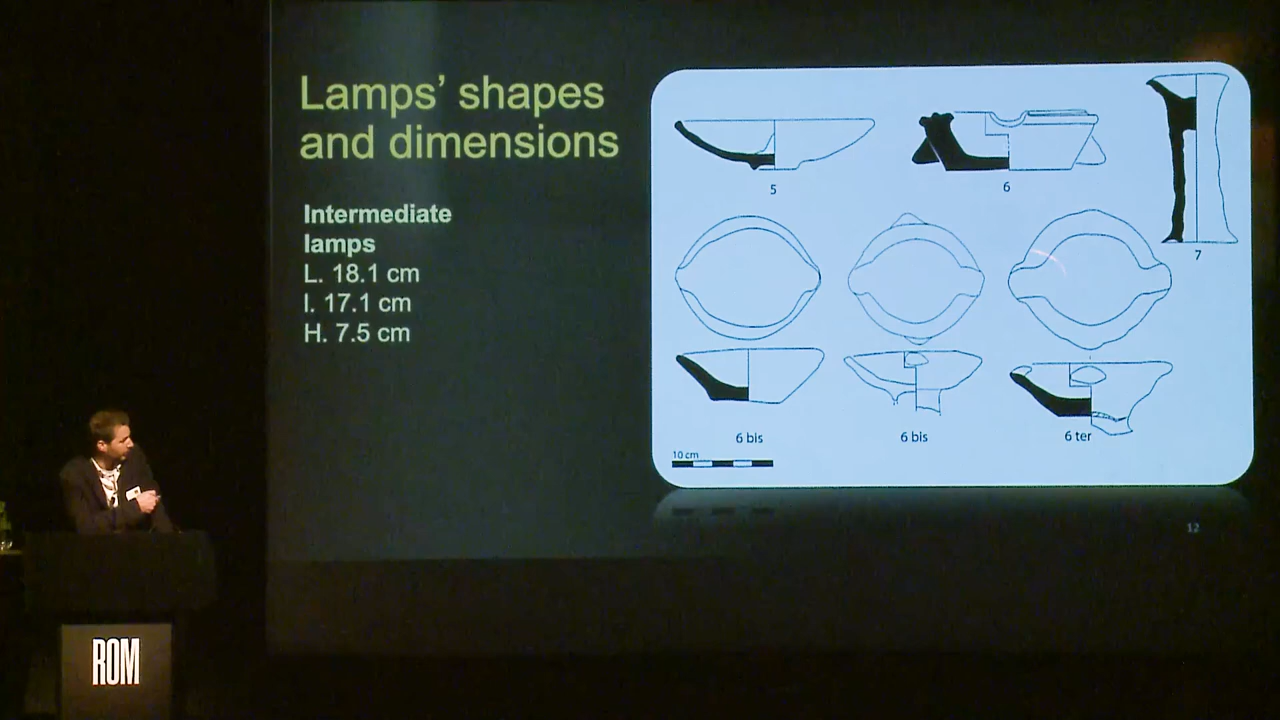 Lamps’ shapes
and dimensions
Intermediate
lamps
L. 18.1 cm
l. 17.1 cm
H. 7.5 cm
5
6
7
6 bis
6 bis
6 ter
10 cm
12
ROM